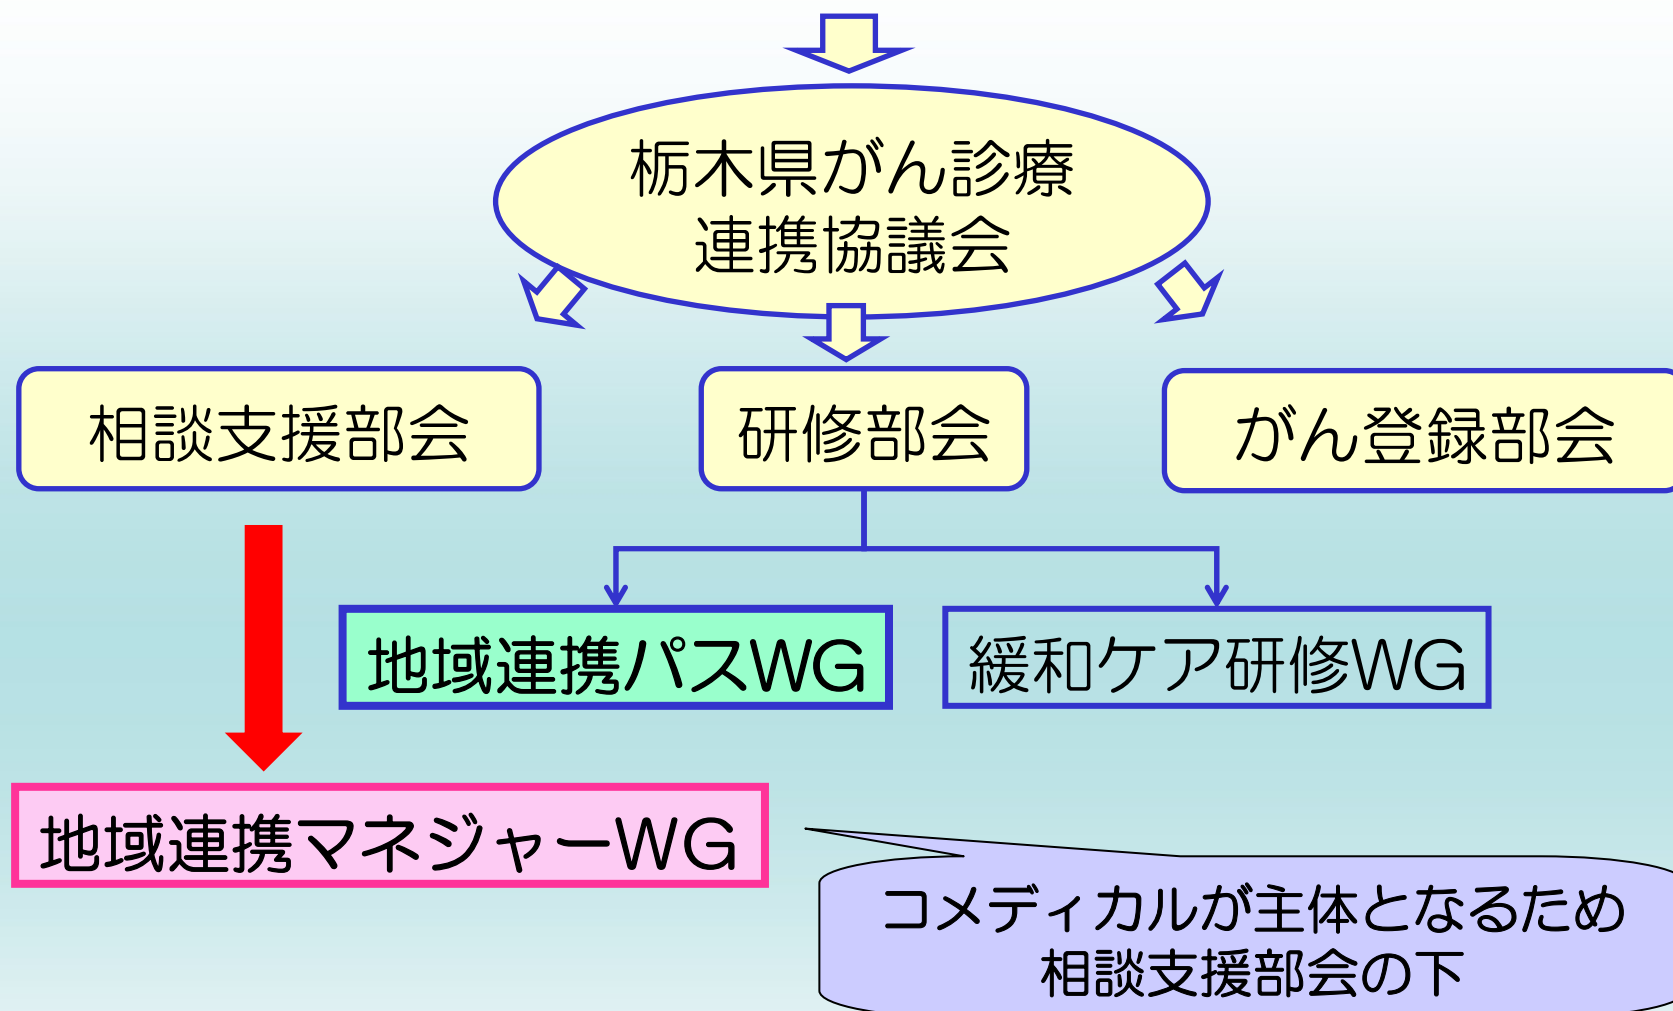 栃木県がん診療
連携協議会
相談支援部会
研修部会
がん登録部会
地域連携パスWG
緩和ケア研修WG
地域連携マネジャーWG
コメディカルが主体となるため
相談支援部会の下